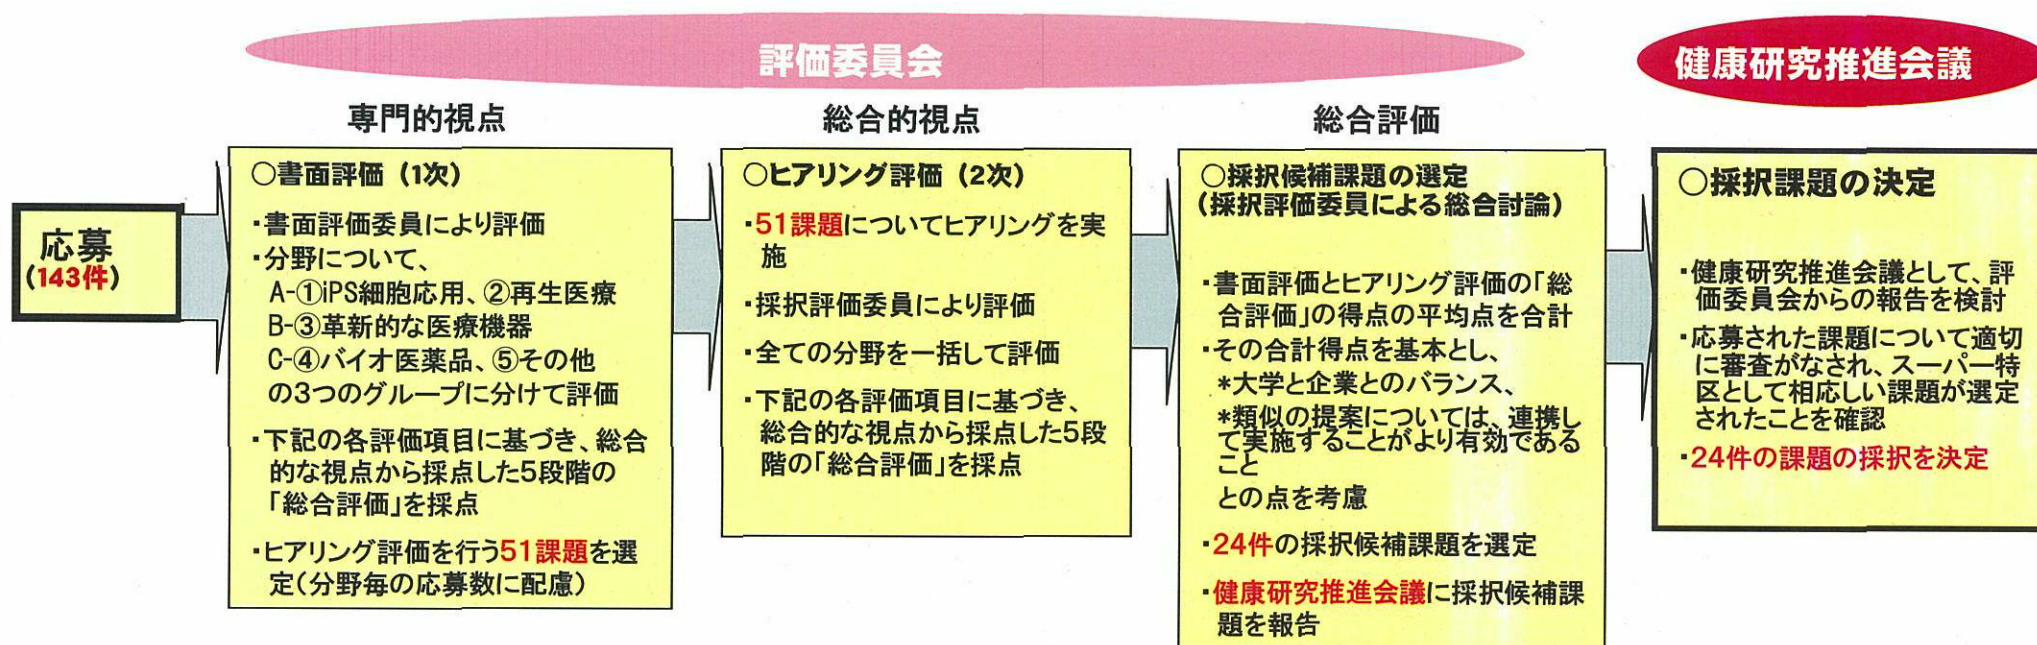 評価委員会
健康研究推進会議
専門的視点
総合的視点
総合評価
応募
(143件)
○書面評価（1次）
・書面評価委員により評価
・分野について、
A-①iPS細胞応用、②再生医療
B-③革新的な医療機器
C-④バイオ医薬品、⑤その他
の3つのグループに分けて評価
・下記の各評価項目に基づき、総合
的な視点から採点した5段階の
「総合評価」を採点
・ヒアリング評価を行う51課題を選
定(分野毎の応募数に配慮)
○ヒアリング評価（2次）
・51課題についてヒアリングを実
施
・採択評価委員により評価
・全ての分野を一括して評価
・下記の各評価項目に基づき、
総合的な視点から採点した5段
階の「総合評価」を採点
○採択候補課題の選定
(採択評価委員による総合討論)
・書面評価とヒアリング評価の「総
合評価」の得点の平均点を合計
・その合計得点を基本とし、
*大学と企業とのバランス、
*類似の提案については、連携し
て実施することがより有効である
こと
との点を考慮
・24件の採択候補課題を選定
・健康研究推進会議に採択候補課
題を報告
○採択課題の決定
・健康研究推進会議として、評
価委員会からの報告を検討
・応募された課題について適切
に審査がなされ、スーパー特
区として相応しい課題が選定
されたことを確認
・24件の課題の採択を決定